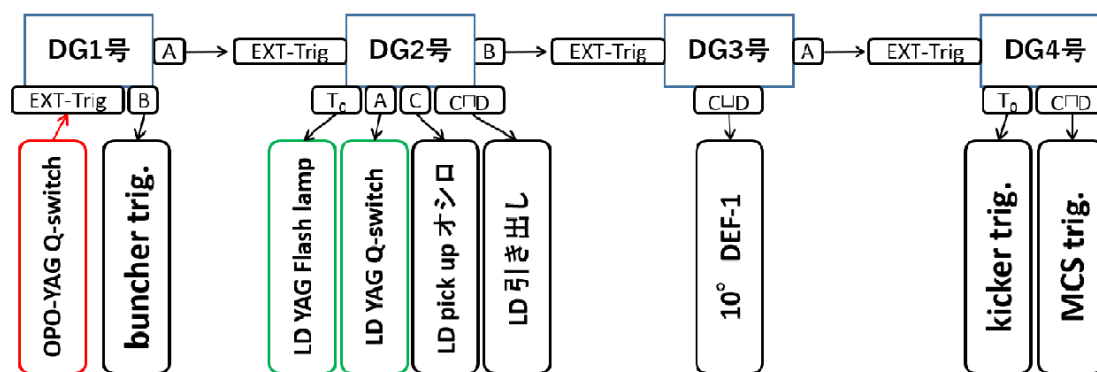 DG1号
A
EXT-Trig
DG2号
B
EXT-Trig
DG3号
A
EXT-Trig
DG4号
EXT-Trig
B
T₀
A
C
C⊓D
C⊔D
T₀
C⊓D
OPO-YAG Q-switch
buncher trig.
LD YAG Flash lamp
LD YAG Q-switch
LD pick up オシロ
LD 引き出し
10° DEF-1
kicker trig.
MCS trig.